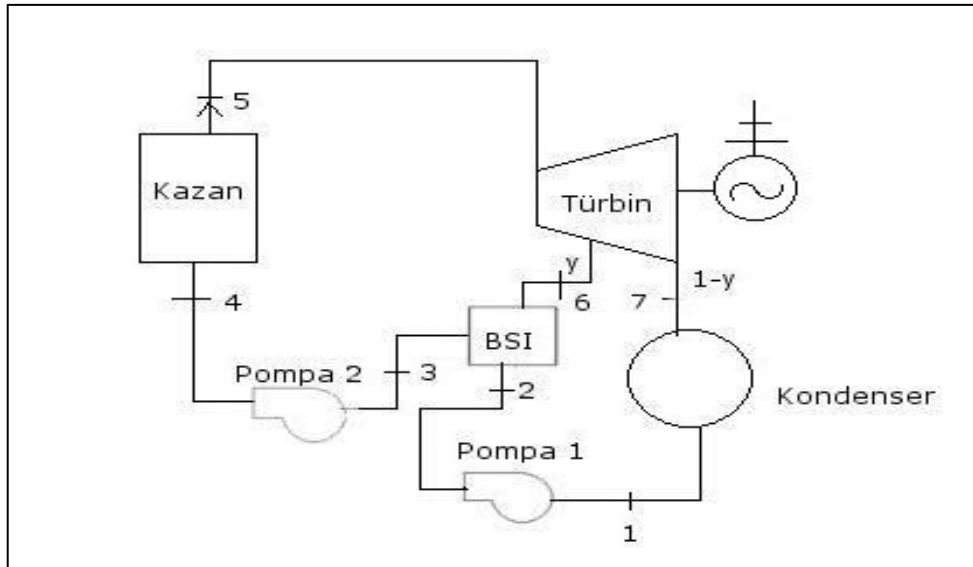 5
Kazan
Türbin
y
1-y
4
6
7
BSI
Pompa 2
3
2
Kondenser
Pompa 1
1